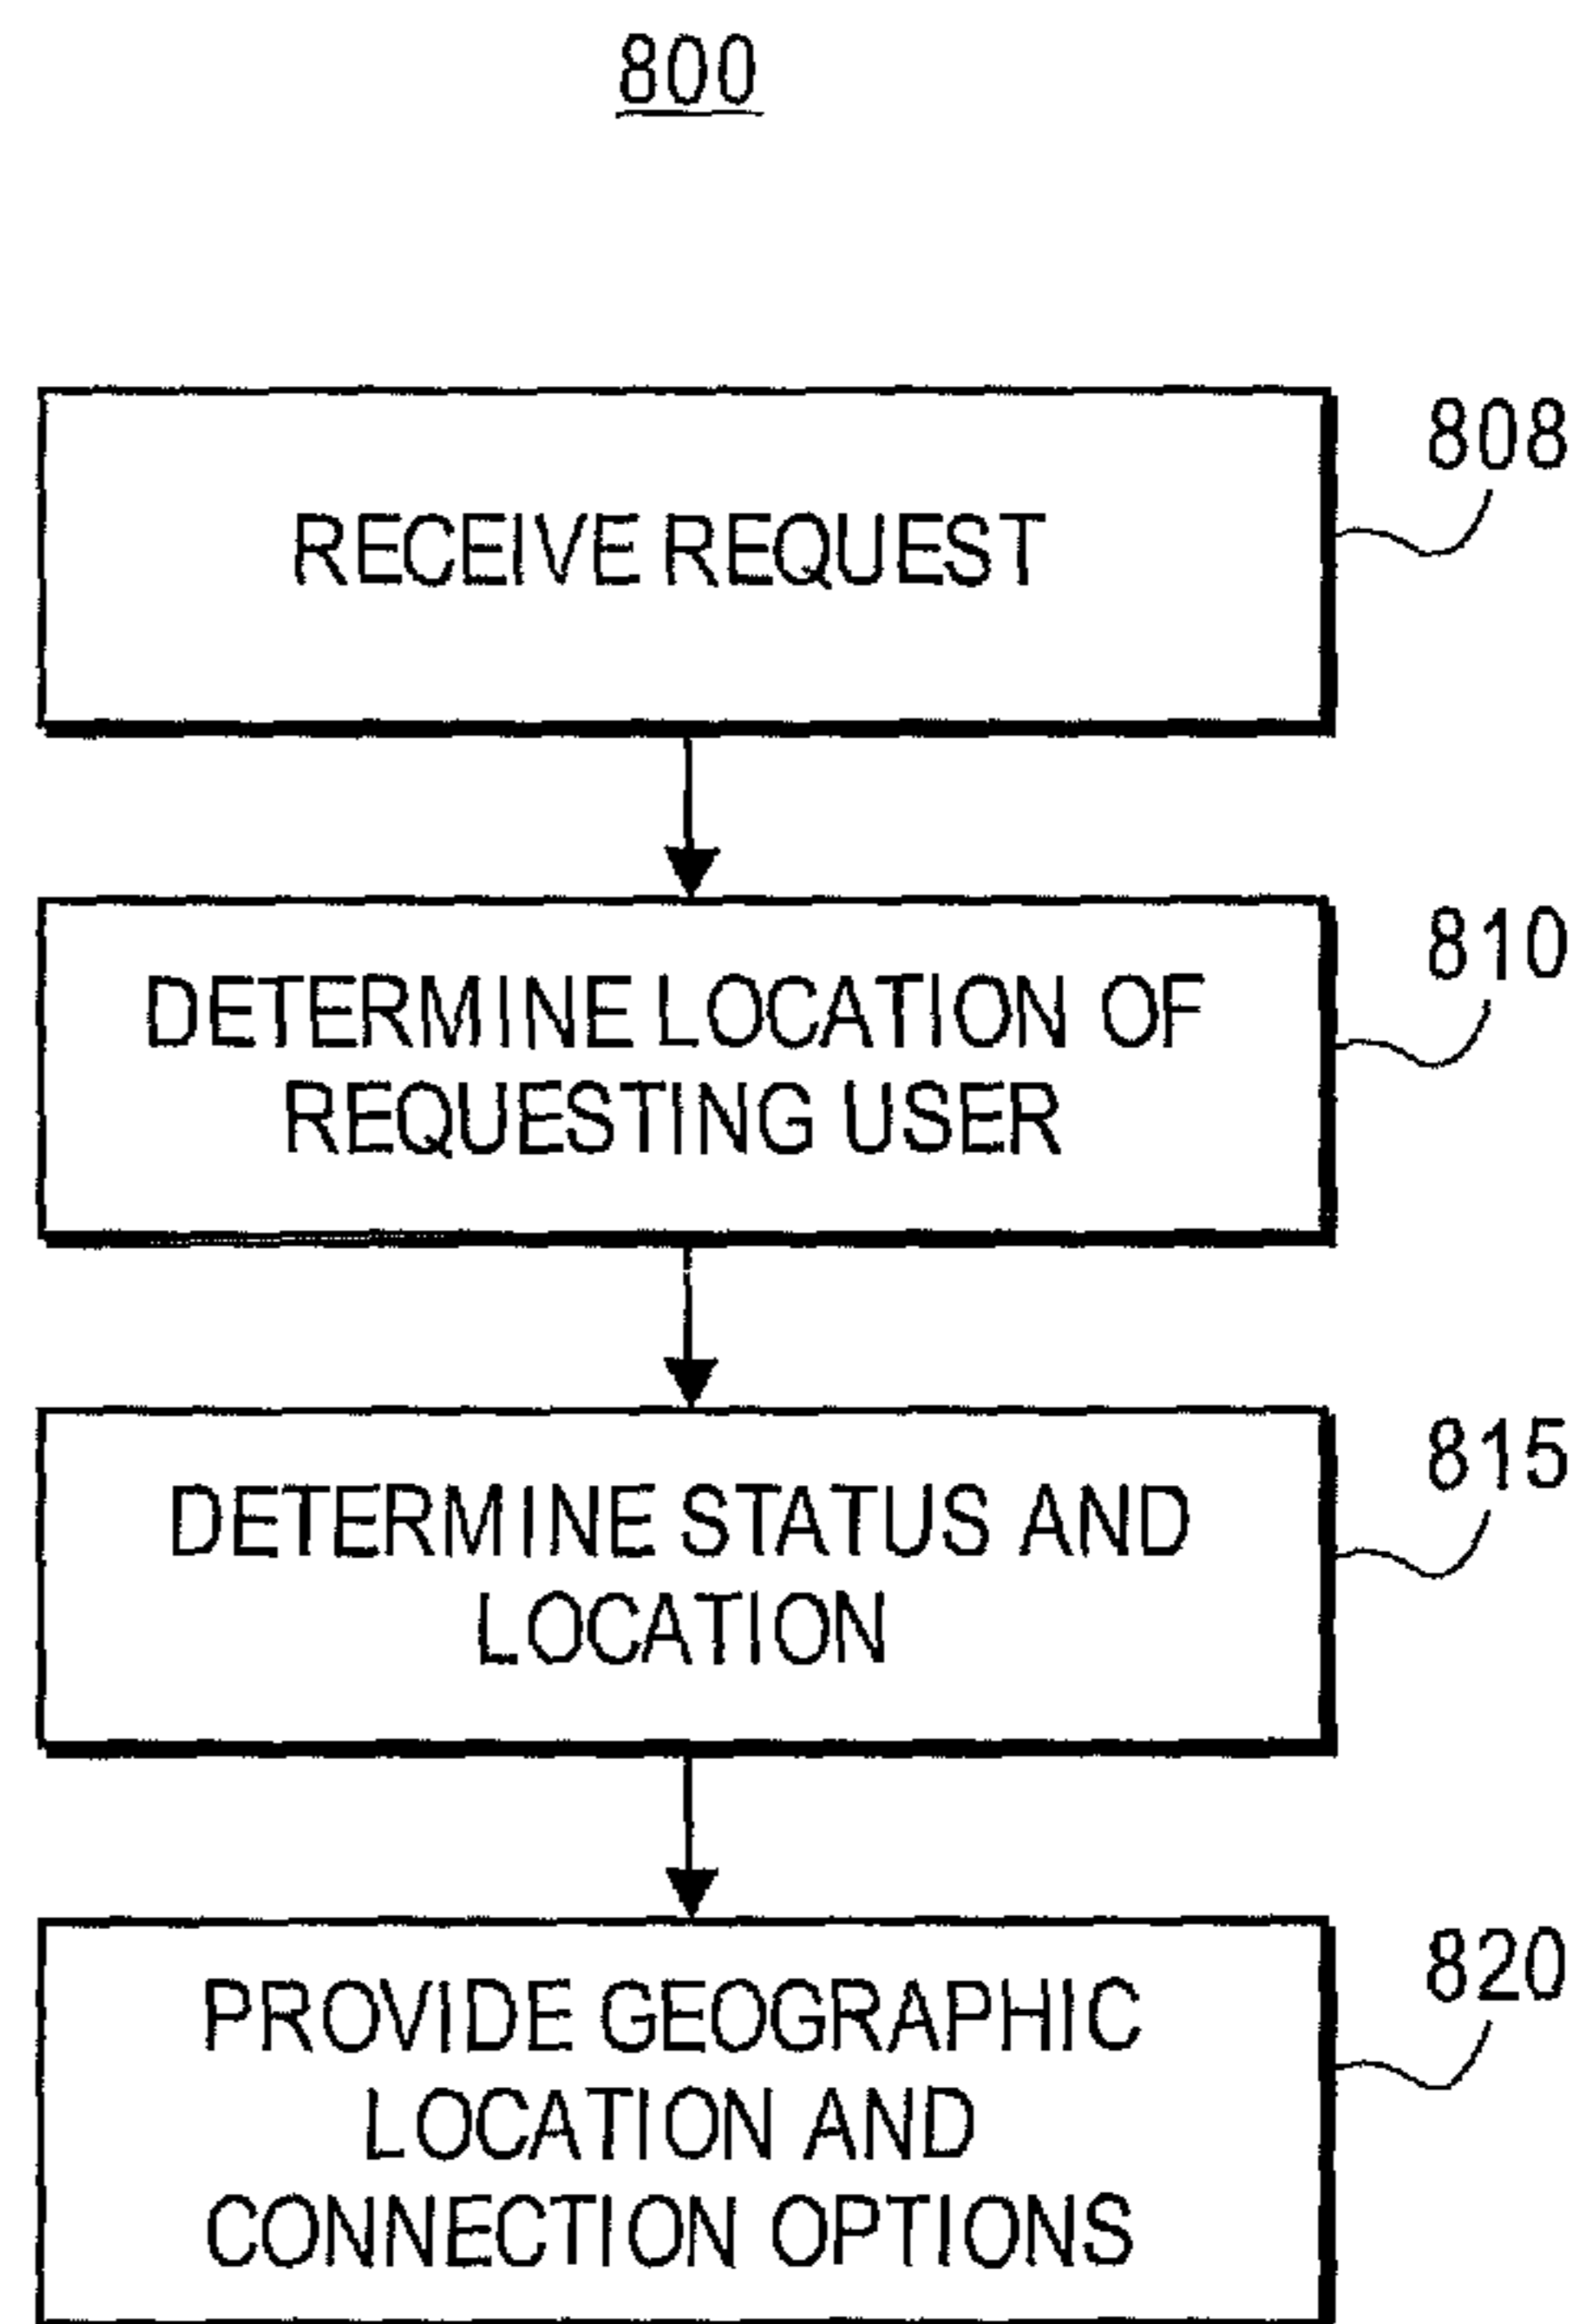 800
RECEIVE REQUEST
808
DETERMINE LOCATION OF
REQUESTING USER
810
DETERMINE STATUS AND
LOCATION
815
PROVIDE GEOGRAPHIC
LOCATION AND
CONNECTION OPTIONS
820